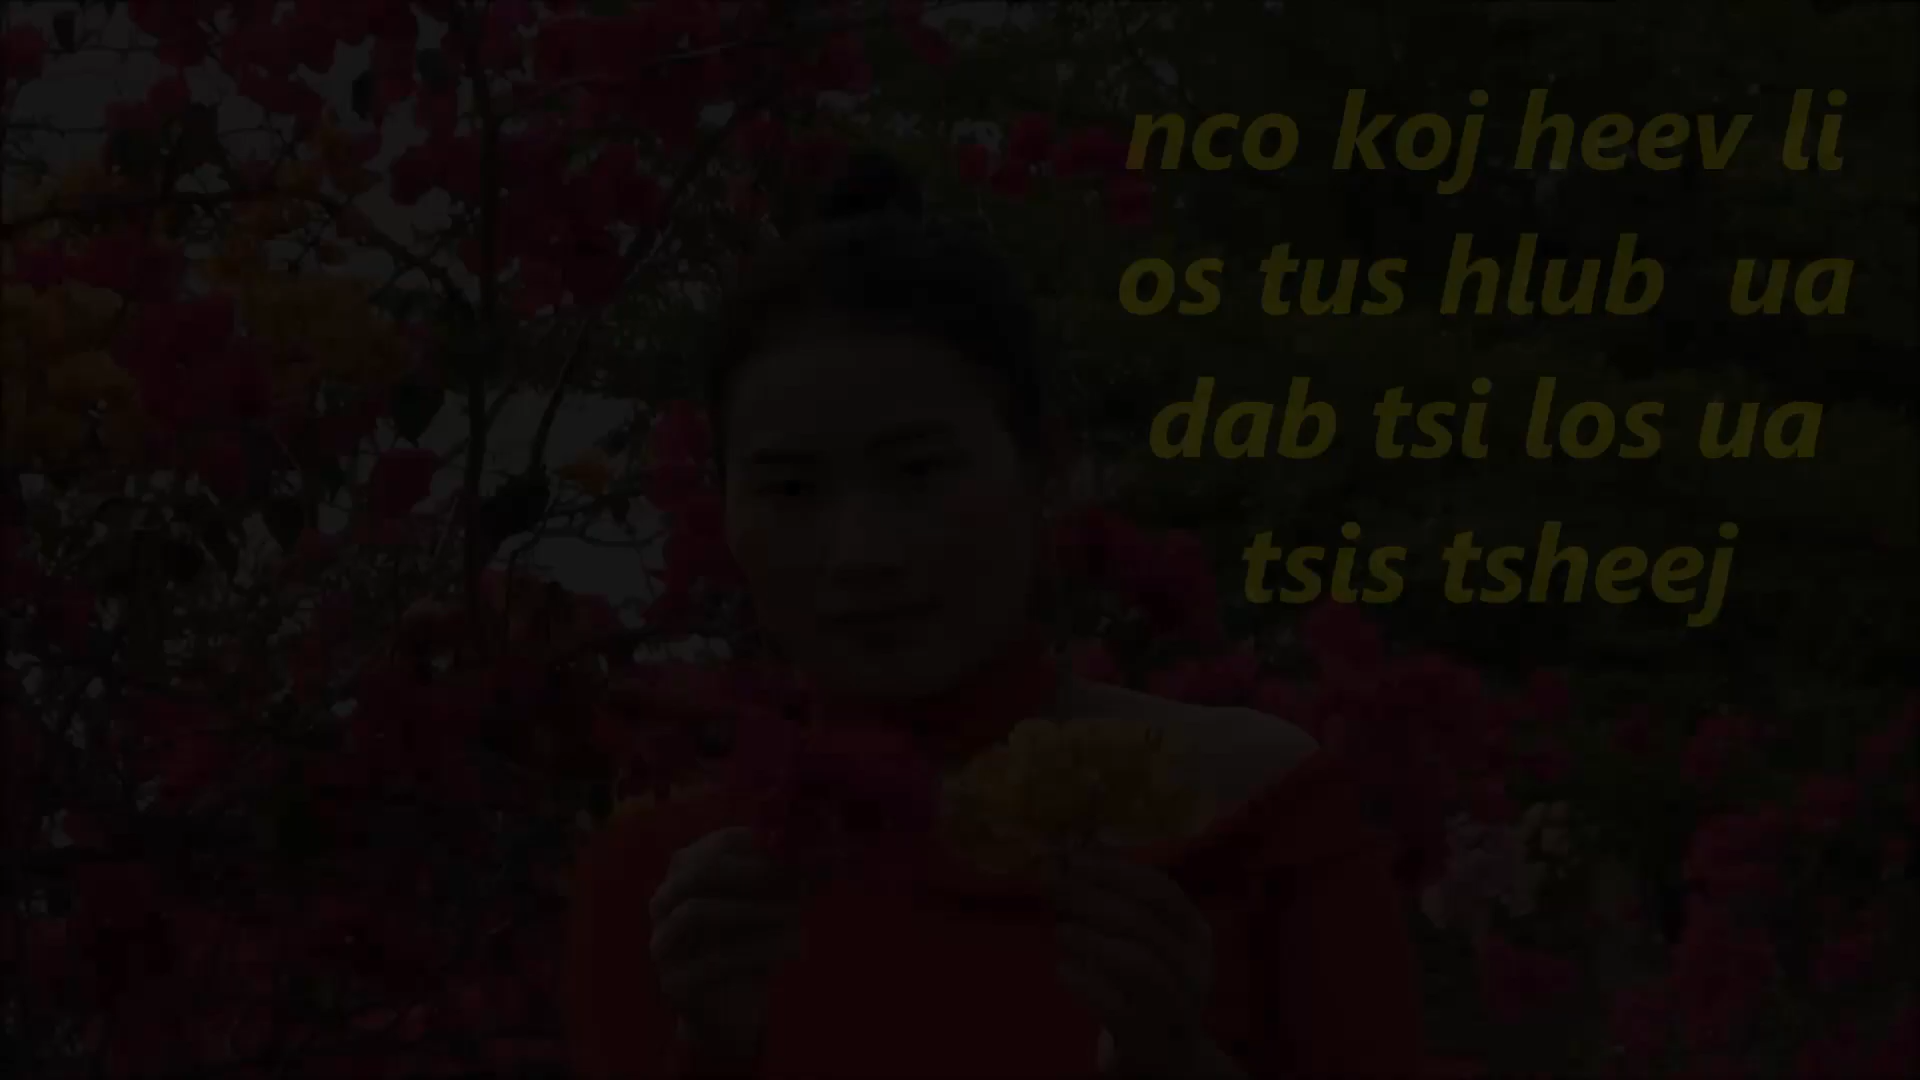 nco koj heev li
os tus hlub  ua
dab tsi los ua
tsis tsheej